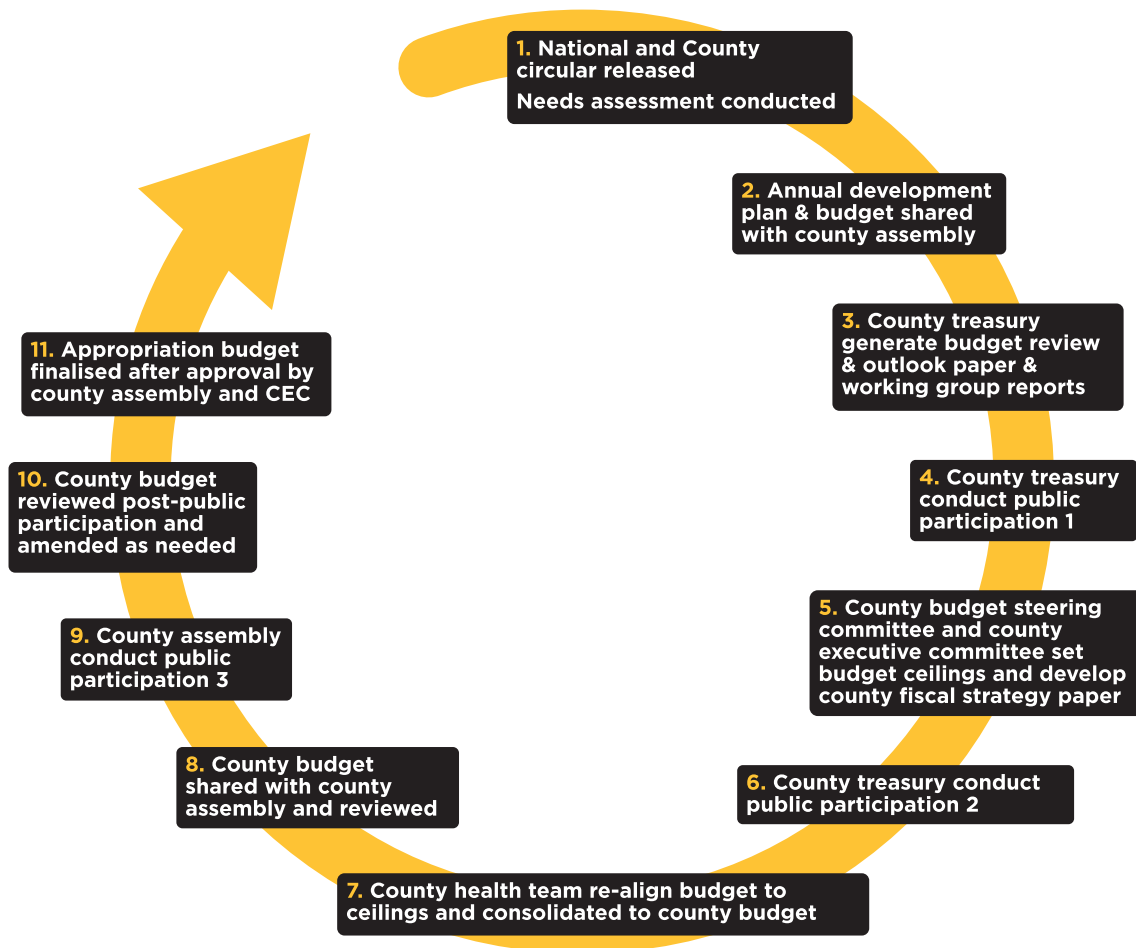 1. National and County
circular released
Needs assessment conducted
2. Annual development
plan & budget shared
with county assembly
3. County treasury
generate budget review
& outlook paper &
working group reports
4. County treasury
conduct public
participation 1
5. County budget steering
committee and county
executive committee set
budget ceilings and develop
county fiscal strategy paper
6. County treasury conduct
public participation 2
7. County health team re-align budget to
ceilings and consolidated to county budget
8. County budget
shared with county
assembly and reviewed
9. County assembly
conduct public
participation 3
10. County budget
reviewed post-public
participation and
amended as needed
11. Appropriation budget
finalised after approval by
county assembly and CEC